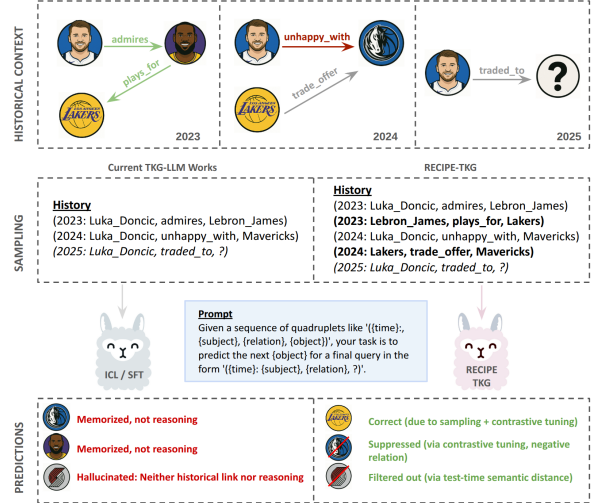 HISTORICAL CONTEXT
admires
plays_for
LOS ANGELES
LAKERS
2023
unhappy_with
trade_offer
LAKERS
2024
traded_to
?
2025
Current TKG-LLM Works
RECIPE-TKG
SAMPLING
History
(2023: Luka_Doncic, admires, Lebron_James)
(2024: Luka_Doncic, unhappy_with, Mavericks)
(2025: Luka_Doncic, traded_to, ?)
History
(2023: Luka_Doncic, admires, Lebron_James)
(2023: Lebron_James, plays_for, Lakers)
(2024: Luka_Doncic, unhappy_with, Mavericks)
(2024: Lakers, trade_offer, Mavericks)
(2025: Luka_Doncic, traded_to, ?)
ICL / SFT
Prompt
Given a sequence of quadruplets like '({time}:,
{subject}, {relation}, {object})', your task is to
predict the next {object} for a final query in the
form '({time}: {subject}, {relation}, ?)'.
RECIPE
TKG
PREDICTIONS
Memorized, not reasoning
Memorized, not reasoning
Hallucinated: Neither historical link nor reasoning
LAKERS
Correct (due to sampling + contrastive tuning)
Suppressed (via contrastive tuning, negative
relation)
Filtered out (via test-time semantic distance)